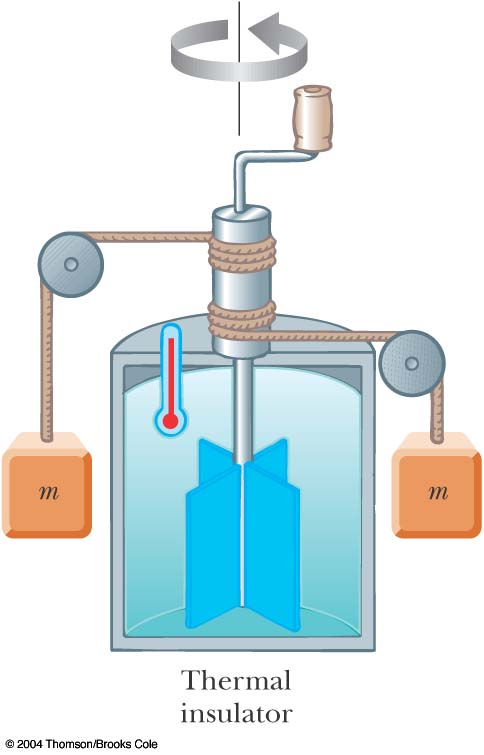 m
m
Thermal
insulator
© 2004 Thomson/Brooks Cole